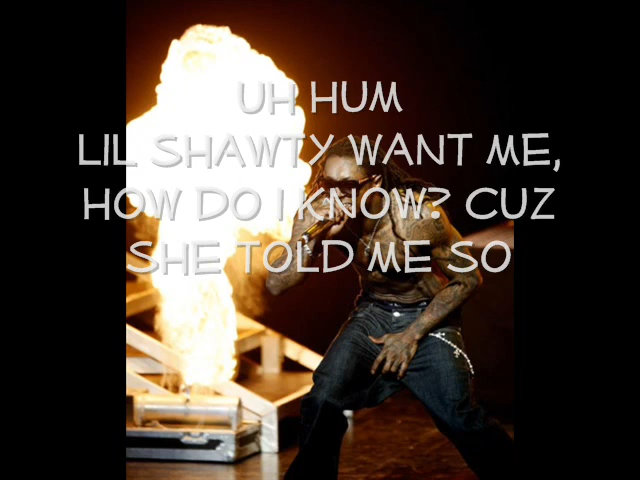 UH HUM
LIL SHAWTY WANT ME,
HOW DO I KNOW? CUZ
SHE TOLD ME SO